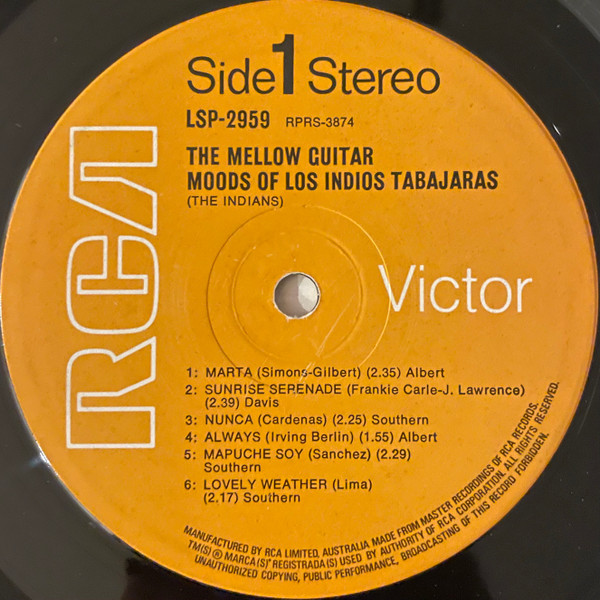 Side 1 Stereo
LSP-2959 RPRS-3874
THE MELLOW GUITAR
MOODS OF LOS INDIOS TABAJARAS
(THE INDIANS)
RCA
Victor
1: MARTA (Simons-Gilbert) (2.35) Albert
2: SUNRISE SERENADE (Frankie Carle-J. Lawrence)
(2.39) Davis
3: NUNCA (Cardenas) (2.25) Southern
4: ALWAYS (Irving Berlin) (1.55) Albert
5: MAPUCHE SOY (Sanchez) (2.29)
Southern
6: LOVELY WEATHER (Lima)
(2.17) Southern
MANUFACTURED BY RCA LIMITED, AUSTRALIA MADE FROM MASTER RECORDINGS OF RCA RECORDS.
TM(S) ® MARCA(S) REGISTRADA(S) USED BY AUTHORITY OF RCA CORPORATION. ALL RIGHTS RESERVED.
UNAUTHORIZED COPYING, PUBLIC PERFORMANCE, BROADCASTING OF THIS RECORD FORBIDDEN.